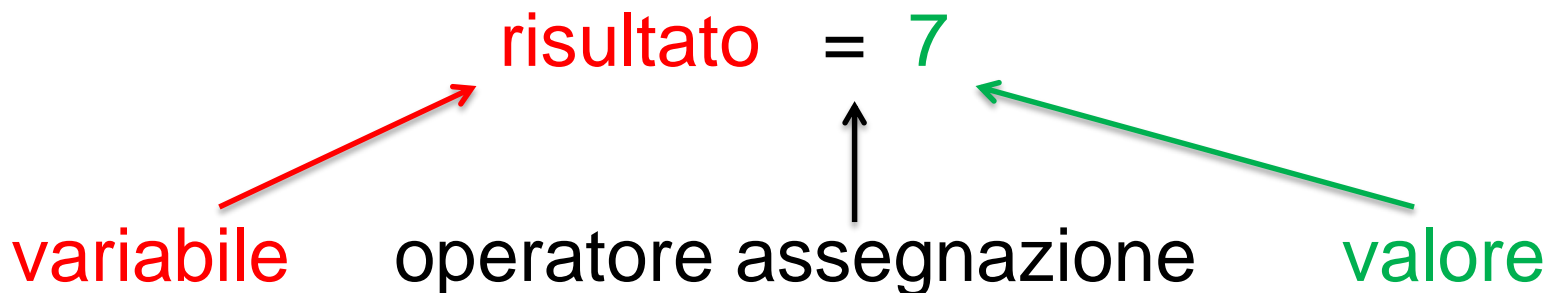 risultato = 7
variabile operatore assegnazione valore